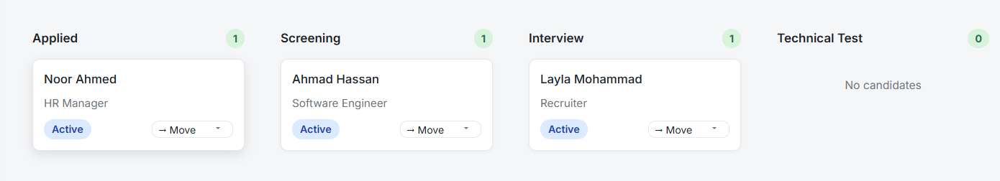 Applied 1
Noor Ahmed
HR Manager
Active → Move
Screening 1
Ahmad Hassan
Software Engineer
Active → Move
Interview 1
Layla Mohammad
Recruiter
Active → Move
Technical Test 0
No candidates